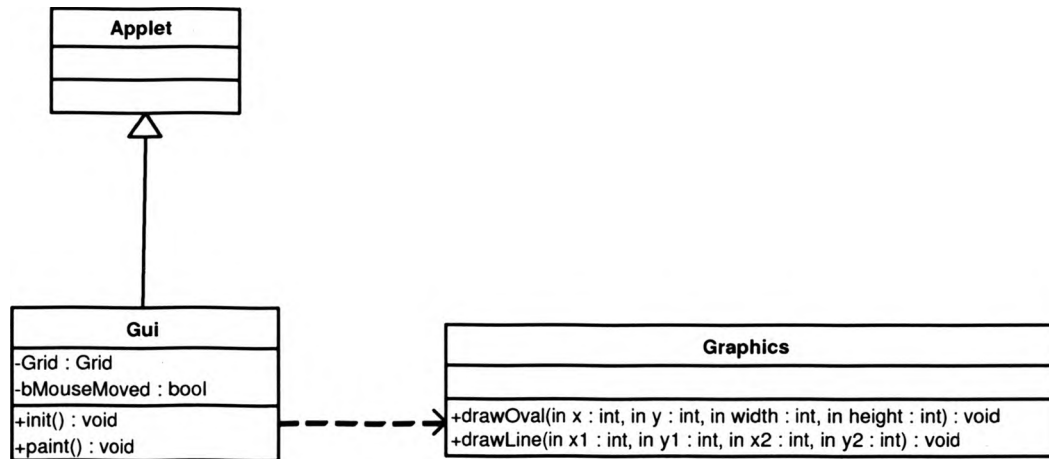 Applet
Gui
-Grid : Grid
-bMouseMoved : bool
+init() : void
+paint() : void
Graphics
+drawOval(in x : int, in y : int, in width : int, in height : int) : void
+drawLine(in x1 : int, in y1 : int, in x2 : int, in y2 : int) : void